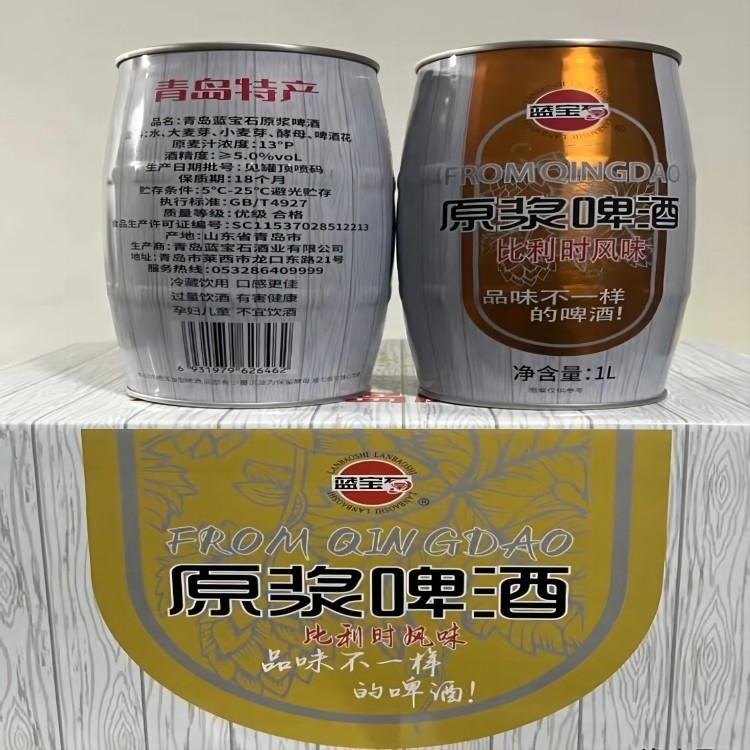 青岛特产
品名:青岛蓝宝石原浆啤酒
料:水、大麦芽、小麦芽、酵母、啤酒花
原麦汁浓度:13°P
酒精度:≥5.0%voL
生产日期批号:见罐顶喷码
保质期:18个月
贮存条件:5℃-25℃避光贮存
执行标准:GB/T4927
质量等级:优级 合格
食品生产许可证编号:SC11537028512213
产地:山东省青岛市
生产商:青岛蓝宝石酒业有限公司
地址:青岛市莱西市龙口东路21号
服务热线:053286409999
冷藏饮用 口感更佳
过量饮酒 有害健康
孕妇儿童 不宜饮酒
6 931979 626462
蓝宝石
FROM QINGDAO
原浆啤酒
比利时风味
品味不一样
的啤酒!
净含量:1L
图案仅供参考
LANBAOSHI LANBAOSHI
蓝宝石
LANBAOSHI LANBAOSHI
®
FROM QINGDAO
原浆啤酒
比利时风味
品味不一样
的啤酒!